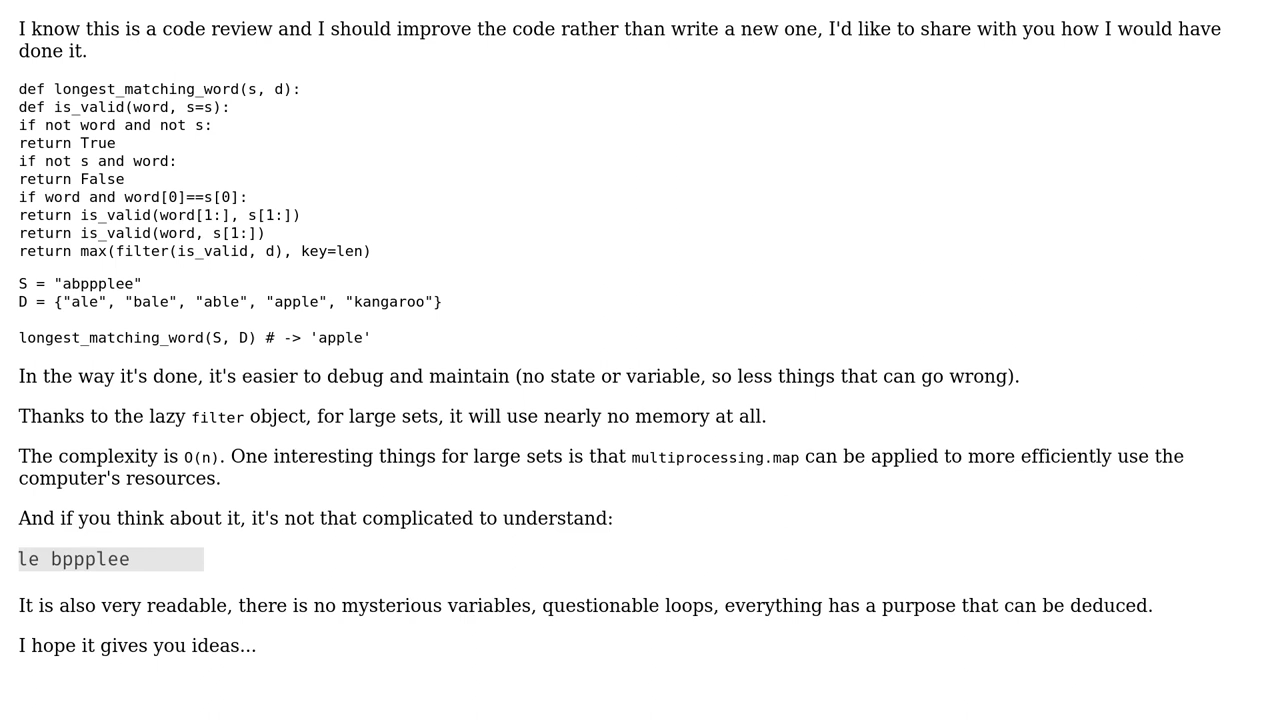 I know this is a code review and I should improve the code rather than write a new one, I'd like to share with you how I would have
done it.
def longest_matching_word(s, d):
def is_valid(word, s=s):
if not word and not s:
return True
if not s and word:
return False
if word and word[0]==s[0]:
return is_valid(word[1:], s[1:])
return is_valid(word, s[1:])
return max(filter(is_valid, d), key=len)
S = "abppplee"
D = {"ale", "bale", "able", "apple", "kangaroo"}
longest_matching_word(S, D) # -> 'apple'
In the way it's done, it's easier to debug and maintain (no state or variable, so less things that can go wrong).
Thanks to the lazy filter object, for large sets, it will use nearly no memory at all.
The complexity is O(n). One interesting things for large sets is that multiprocessing.map can be applied to more efficiently use the
computer's resources.
And if you think about it, it's not that complicated to understand:
le bppplee
It is also very readable, there is no mysterious variables, questionable loops, everything has a purpose that can be deduced.
I hope it gives you ideas...